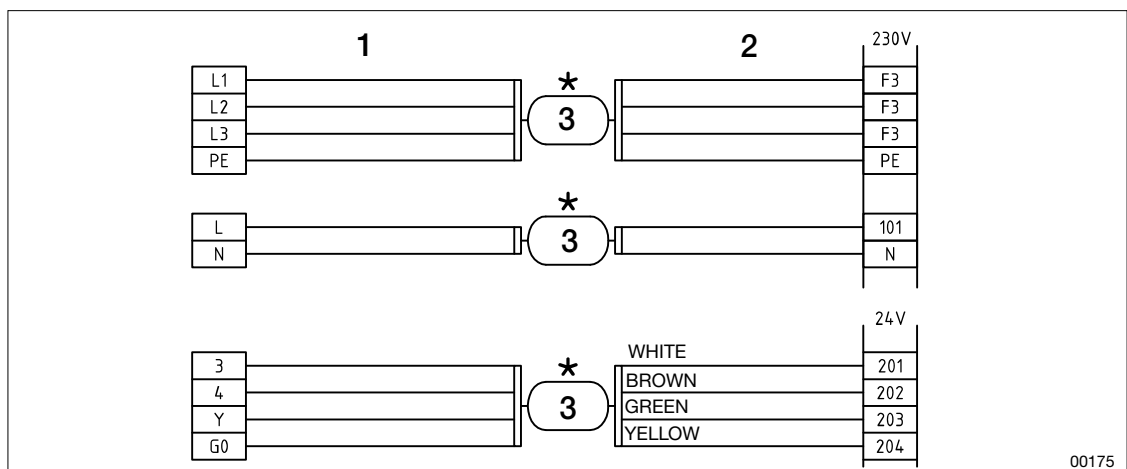 1 2 230V
L1 F3
* 3
L2 F3
L3 F3
PE PE
* 3
L 101
N N
24V
3 WHITE 201
* 3
4 BROWN 202
Y GREEN 203
G0 YELLOW 204
00175